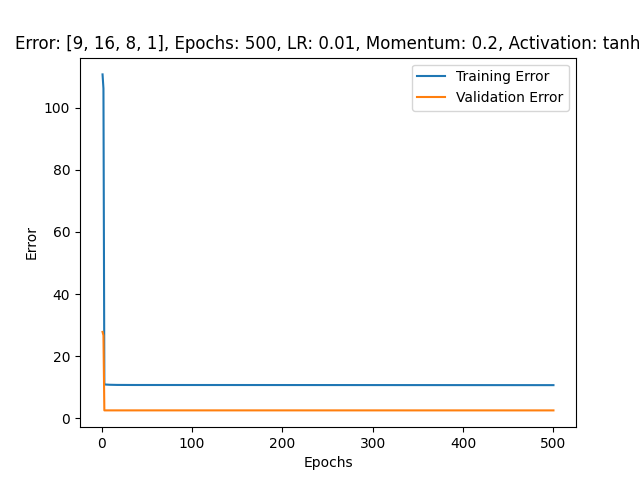 Error: [9, 16, 8, 1], Epochs: 500, LR: 0.01, Momentum: 0.2, Activation: tanh
Training Error
Validation Error
100
80
60
40
20
0
Error
0 100 200 300 400 500
Epochs